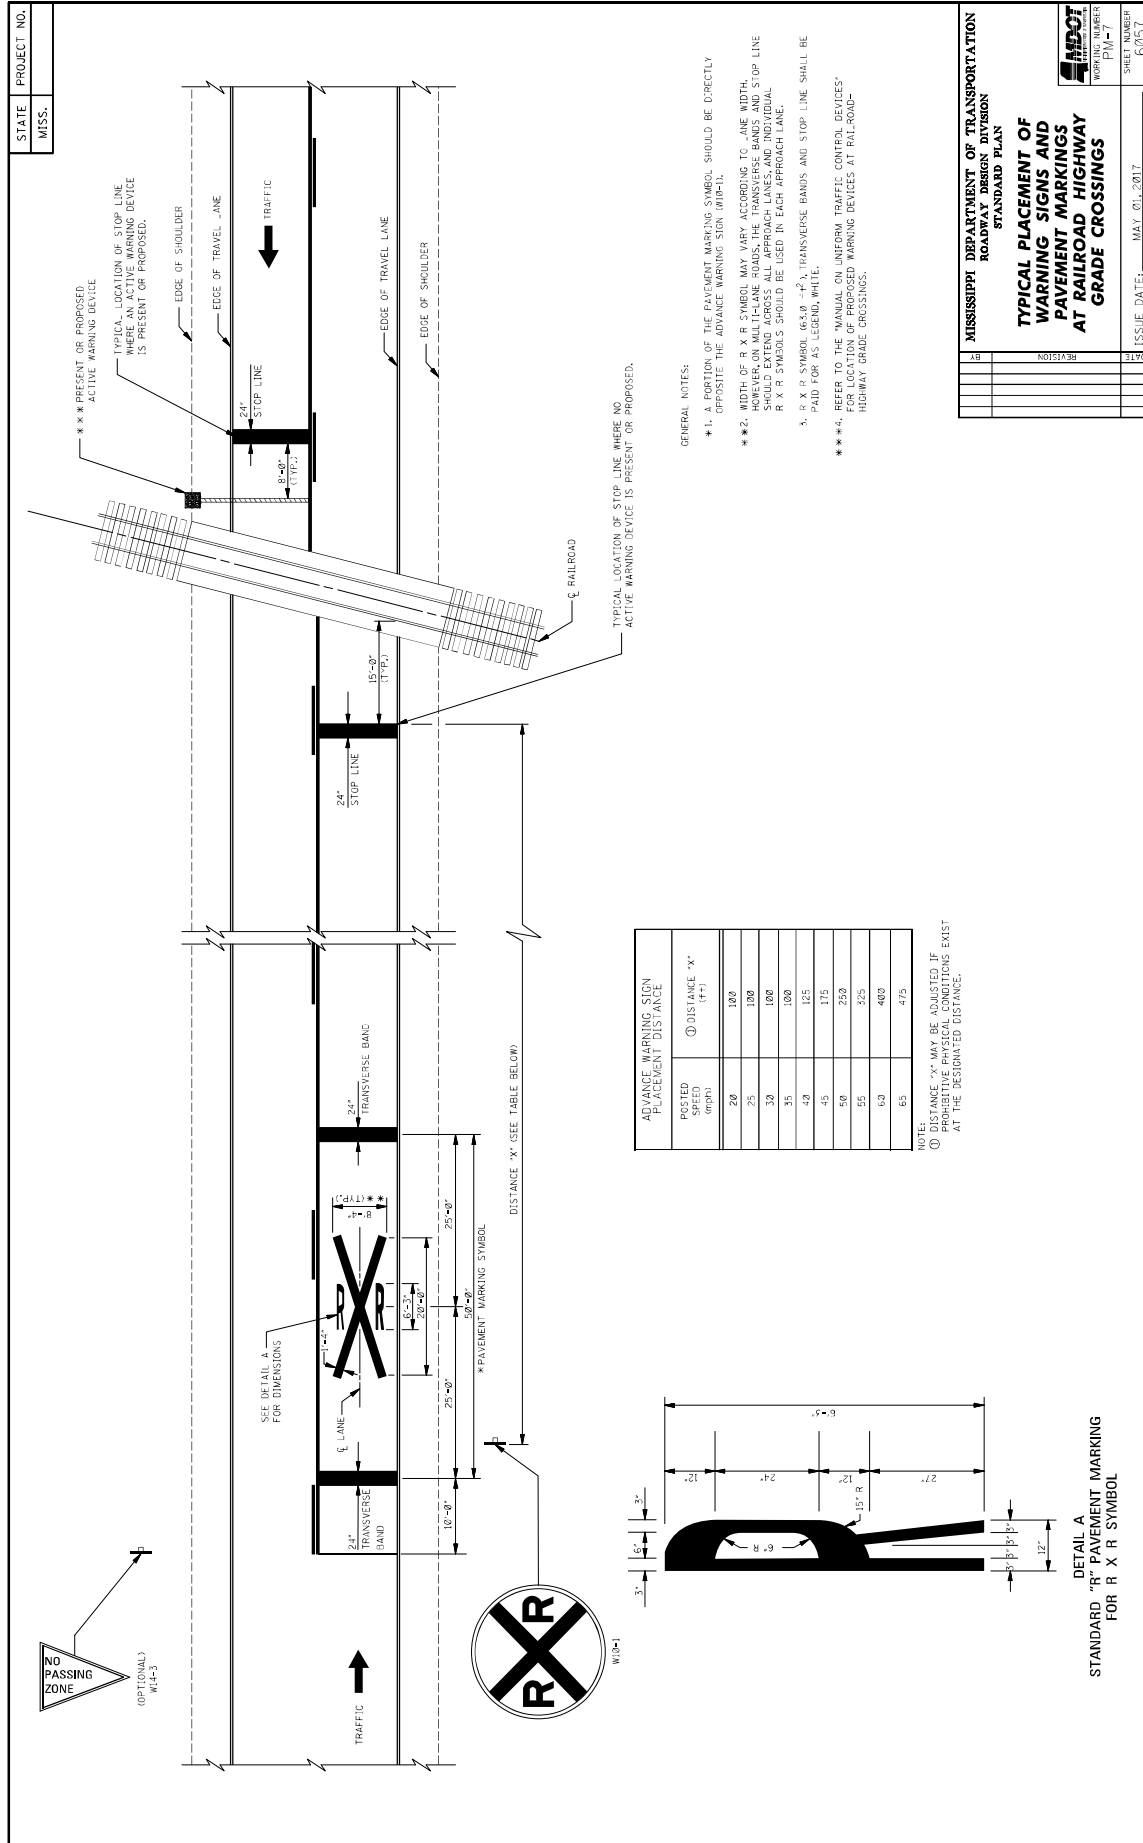 STATE
PROJECT NO.
MISS.
* * * PRESENT OR PROPOSED
ACTIVE WARNING DEVICE
TYPICAL LOCATION OF STOP LINE
WHERE AN ACTIVE WARNING DEVICE
IS PRESENT OR PROPOSED.
EDGE OF SHOULDER
EDGE OF TRAVEL LANE
TRAFFIC
24"
STOP LINE
8'-0"
(TYP.)
EDGE OF TRAVEL LANE
EDGE OF SHOULDER
℄ RAILROAD
15'-0"
(TYP.)
TYPICAL LOCATION OF STOP LINE WHERE NO
ACTIVE WARNING DEVICE IS PRESENT OR PROPOSED.
24"
STOP LINE
24"
TRANSVERSE BAND
SEE DETAIL A
FOR DIMENSIONS
℄ LANE
1'-4"
8'-4"
* * (TYP.)
6'-3"
20'-0"
25'-0"
25'-0"
50'-0"
10'-0"
* PAVEMENT MARKING SYMBOL
DISTANCE "X" (SEE TABLE BELOW)
24"
TRANSVERSE
BAND
R R
NO
PASSING
ZONE
(OPTIONAL)
W14-3
TRAFFIC
R R
W10-1
GENERAL NOTES:
* 1. A PORTION OF THE PAVEMENT MARKING SYMBOL SHOULD BE DIRECTLY
OPPOSITE THE ADVANCE WARNING SIGN (W10-1).
* * 2. WIDTH OF R X R SYMBOL MAY VARY ACCORDING TO LANE WIDTH.
HOWEVER, ON MULTI-LANE ROADS, THE TRANSVERSE BANDS AND STOP LINE
SHOULD EXTEND ACROSS ALL APPROACH LANES, AND INDIVIDUAL
R X R SYMBOLS SHOULD BE USED IN EACH APPROACH LANE.
3. R X R SYMBOL (63.0 ft²), TRANSVERSE BANDS AND STOP LINE SHALL BE
PAID FOR AS LEGEND, WHITE.
* * * 4. REFER TO THE "MANUAL ON UNIFORM TRAFFIC CONTROL DEVICES"
FOR LOCATION OF PROPOSED WARNING DEVICES AT RAILROAD-
HIGHWAY GRADE CROSSINGS.
ADVANCE WARNING SIGN
PLACEMENT DISTANCE
POSTED
SPEED
(mph)
① DISTANCE "X"
(ft)
20 100
25 100
30 100
35 100
40 125
45 175
50 250
55 325
60 400
65 475
NOTE:
① DISTANCE "X" MAY BE ADJUSTED IF
PROHIBITIVE PHYSICAL CONDITIONS EXIST
AT THE DESIGNATED DISTANCE.
6'-3"
12"
24"
12"
27"
3"
6"
3"
6" R
15" R
3" 3" 3" 3"
12"
DETAIL A
STANDARD "R" PAVEMENT MARKING
FOR R X R SYMBOL
MISSISSIPPI DEPARTMENT OF TRANSPORTATION
ROADWAY DESIGN DIVISION
STANDARD PLAN
TYPICAL PLACEMENT OF
WARNING SIGNS AND
PAVEMENT MARKINGS
AT RAILROAD HIGHWAY
GRADE CROSSINGS
MDOT
WORKING NUMBER
PM-7
SHEET NUMBER
6057
ISSUE DATE: MAY 01, 2017
BY
REVISION
DATE